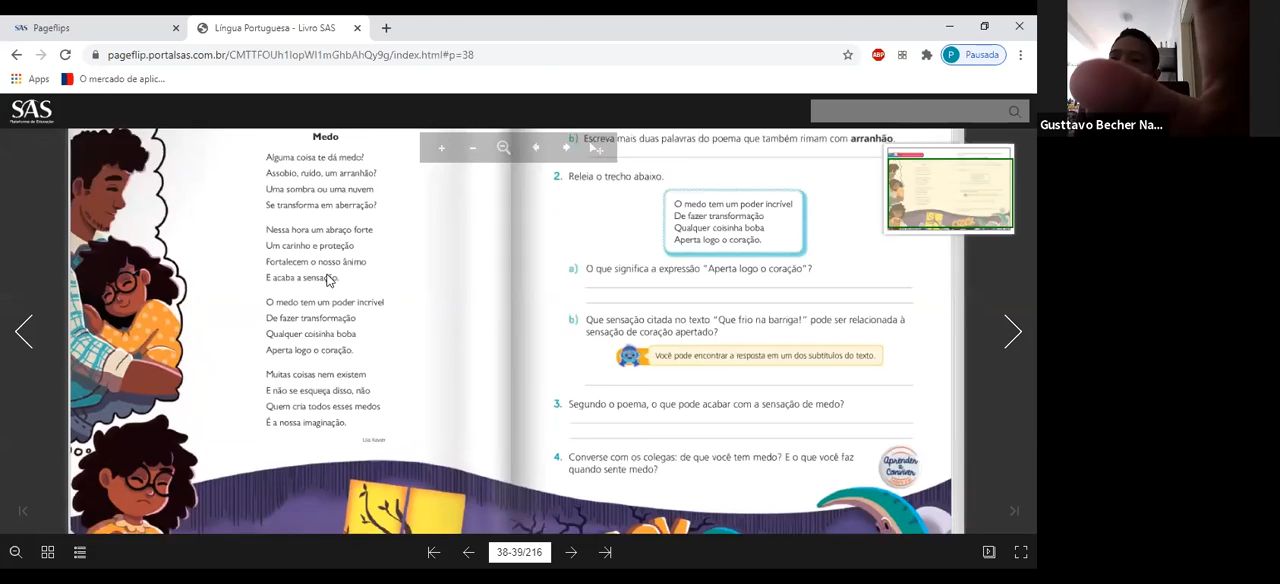 SAS Pageflips
Língua Portuguesa - Livro SAS
pageflip.portalsas.com.br/CMTTFOUh1IopWI1mGhbAhQy9g/index.html#p=38
ABP
P Pausada
Apps
O mercado de aplic...
SAS
Plataforma de Educação
Medo
Alguma coisa te dá medo?
Assobio, ruído, um arranhão?
Uma sombra ou uma nuvem
Se transforma em aberração?
Nessa hora um abraço forte
Um carinho e proteção
Fortalecem o nosso ânimo
E acaba a sensação.
O medo tem um poder incrível
De fazer transformação
Qualquer coisinha boba
Aperta logo o coração.
Muitas coisas nem existem
E não se esqueça disso, não
Quem cria todos esses medos
É a nossa imaginação.
b) Escreva mais duas palavras do poema que também rimam com arranhão.
2. Releia o trecho abaixo.
O medo tem um poder incrível
De fazer transformação
Qualquer coisinha boba
Aperta logo o coração.
a) O que significa a expressão "Aperta logo o coração"?
b) Que sensação citada no texto "Que frio na barriga!" pode ser relacionada à
sensação de coração apertado?
Você pode encontrar a resposta em um dos subtítulos do texto.
3. Segundo o poema, o que pode acabar com a sensação de medo?
4. Converse com os colegas: de que você tem medo? E o que você faz
quando sente medo?
Aprender
e
Conviver
38-39/216
Gusttavo Becher Na...